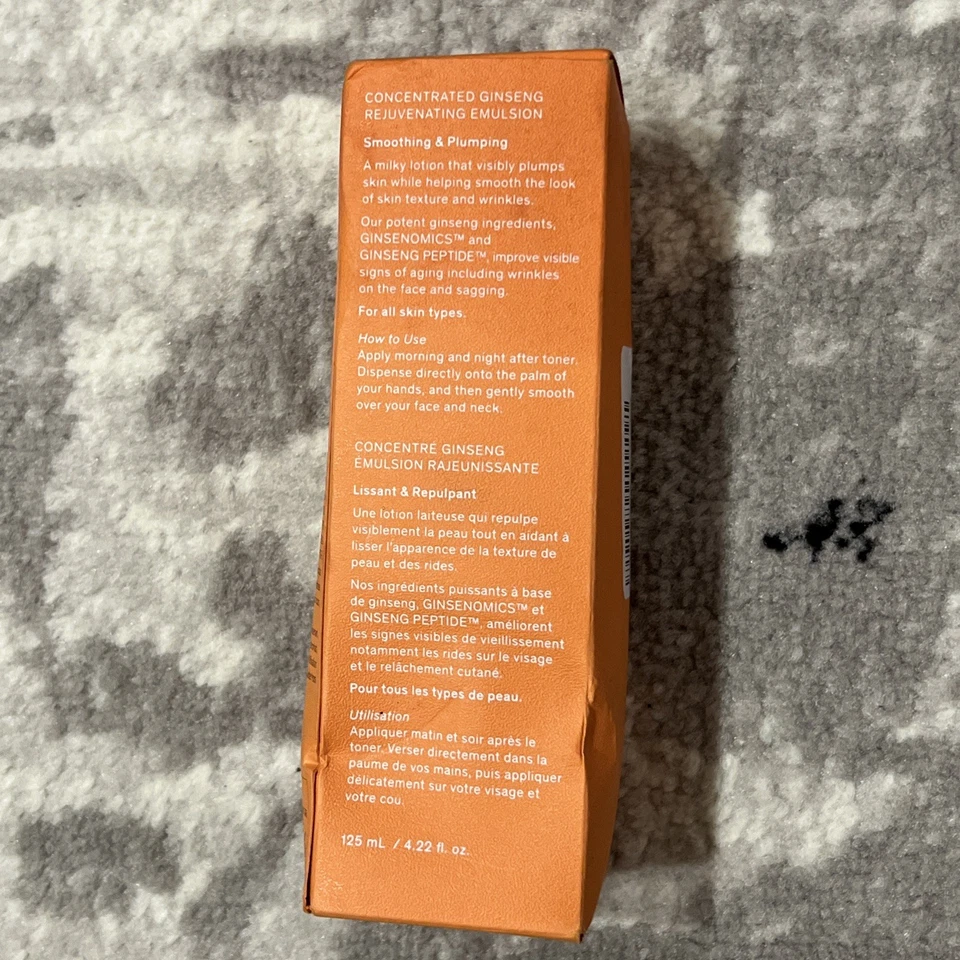 CONCENTRATED GINSENG
REJUVENATING EMULSION
Smoothing & Plumping
A milky lotion that visibly plumps
skin while helping smooth the look
of skin texture and wrinkles.
Our potent ginseng ingredients,
GINSENOMICS™ and
GINSENG PEPTIDE™, improve visible
signs of aging including wrinkles
on the face and sagging.
For all skin types.
How to Use
Apply morning and night after toner.
Dispense directly onto the palm of
your hands, and then gently smooth
over your face and neck.
CONCENTRÉ GINSENG
ÉMULSION RAJEUNISSANTE
Lissant & Repulpant
Une lotion laiteuse qui repulpe
visiblement la peau tout en aidant à
lisser l'apparence de la texture de
peau et des rides.
Nos ingrédients puissants à base
de ginseng, GINSENOMICS™ et
GINSENG PEPTIDE™, améliorent
les signes visibles de vieillissement
notamment les rides sur le visage
et le relâchement cutané.
Pour tous les types de peau.
Utilisation
Appliquer matin et soir après le
toner. Verser directement dans la
paume de vos mains, puis appliquer
délicatement sur votre visage et
votre cou.
125 mL / 4.22 fl. oz.